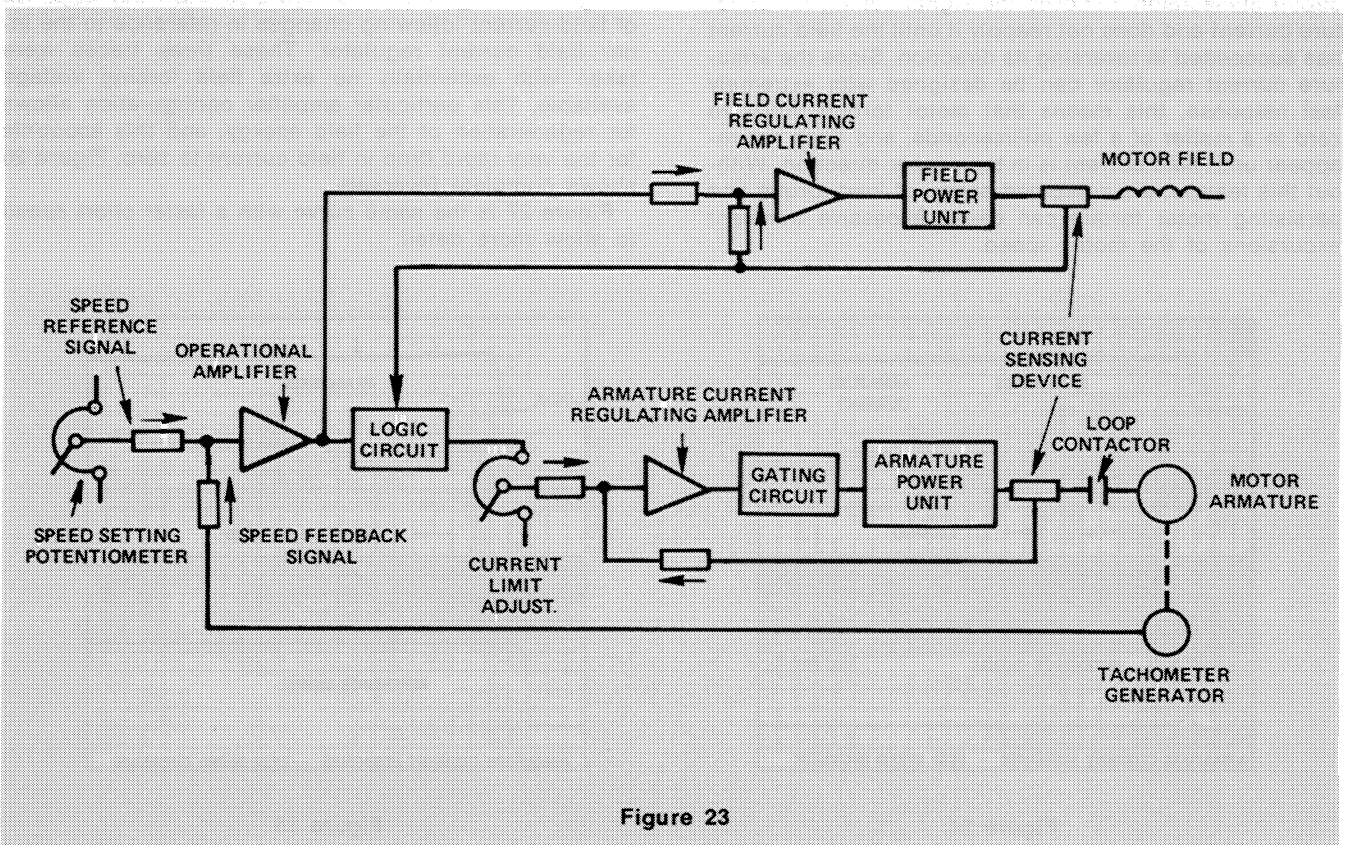 FIELD CURRENT
REGULATING
AMPLIFIER
MOTOR FIELD
FIELD
POWER
UNIT
SPEED
REFERENCE
SIGNAL
OPERATIONAL
AMPLIFIER
CURRENT
SENSING
DEVICE
ARMATURE CURRENT
REGULATING AMPLIFIER
LOGIC
CIRCUIT
LOOP
CONTACTOR
GATING
CIRCUIT
ARMATURE
POWER
UNIT
MOTOR
ARMATURE
SPEED SETTING
POTENTIOMETER
SPEED FEEDBACK
SIGNAL
CURRENT
LIMIT
ADJUST.
TACHOMETER
GENERATOR
Figure 23